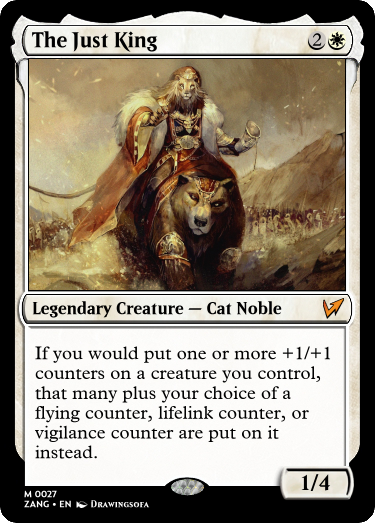 The Just King 2
Legendary Creature — Cat Noble
If you would put one or more +1/+1
counters on a creature you control,
that many plus your choice of a
flying counter, lifelink counter, or
vigilance counter are put on it
instead.
1/4
M 0027
ZANG • EN Drawingsofa